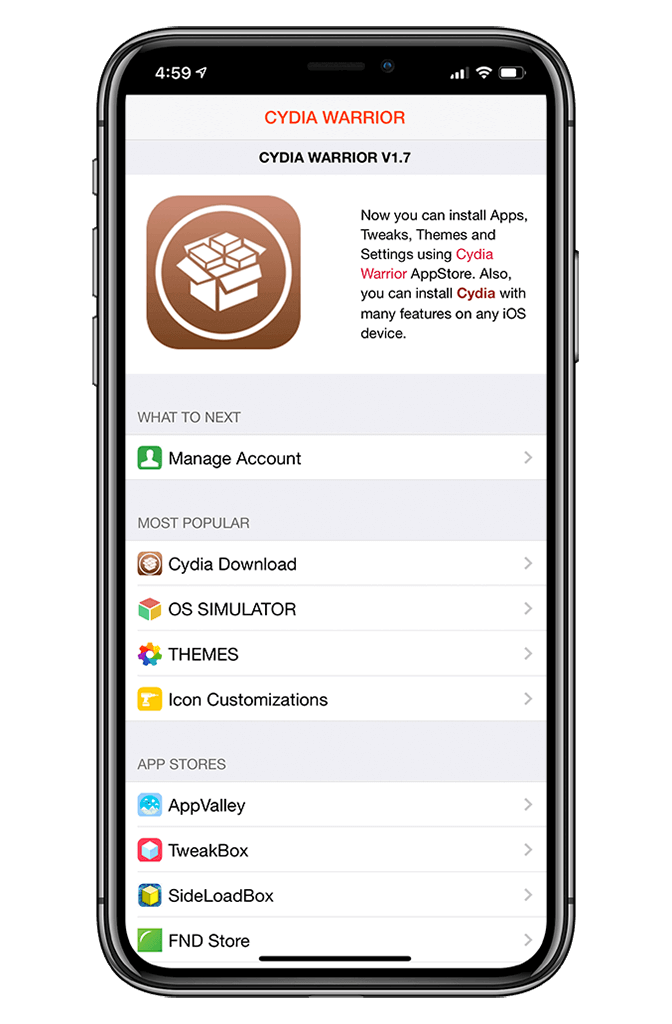 4:59
CYDIA WARRIOR
CYDIA WARRIOR V1.7
Now you can install Apps,
Tweaks, Themes and
Settings using Cydia
Warrior AppStore. Also,
you can install Cydia with
many features on any iOS
device.
WHAT TO NEXT
Manage Account
MOST POPULAR
Cydia Download
OS SIMULATOR
THEMES
Icon Customizations
APP STORES
AppValley
TweakBox
SideLoadBox
FND Store